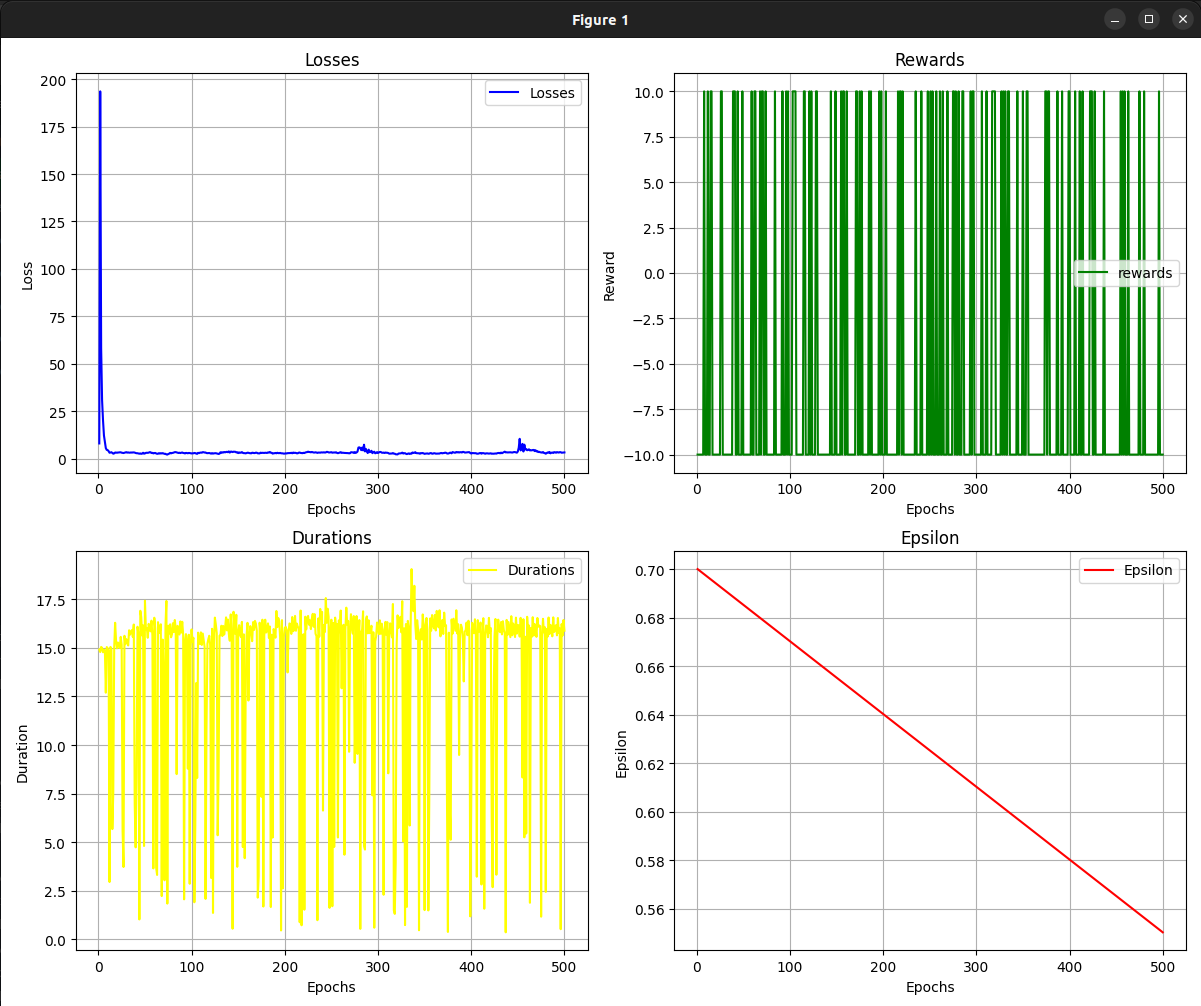 Figure 1
Losses
Losses
200
175
150
125
100
75
50
25
0
Loss
0 100 200 300 400 500
Epochs
Rewards
rewards
10.0
7.5
5.0
2.5
0.0
−2.5
−5.0
−7.5
−10.0
Reward
0 100 200 300 400 500
Epochs
Durations
Durations
17.5
15.0
12.5
10.0
7.5
5.0
2.5
0.0
Duration
0 100 200 300 400 500
Epochs
Epsilon
Epsilon
0.70
0.68
0.66
0.64
0.62
0.60
0.58
0.56
Epsilon
0 100 200 300 400 500
Epochs